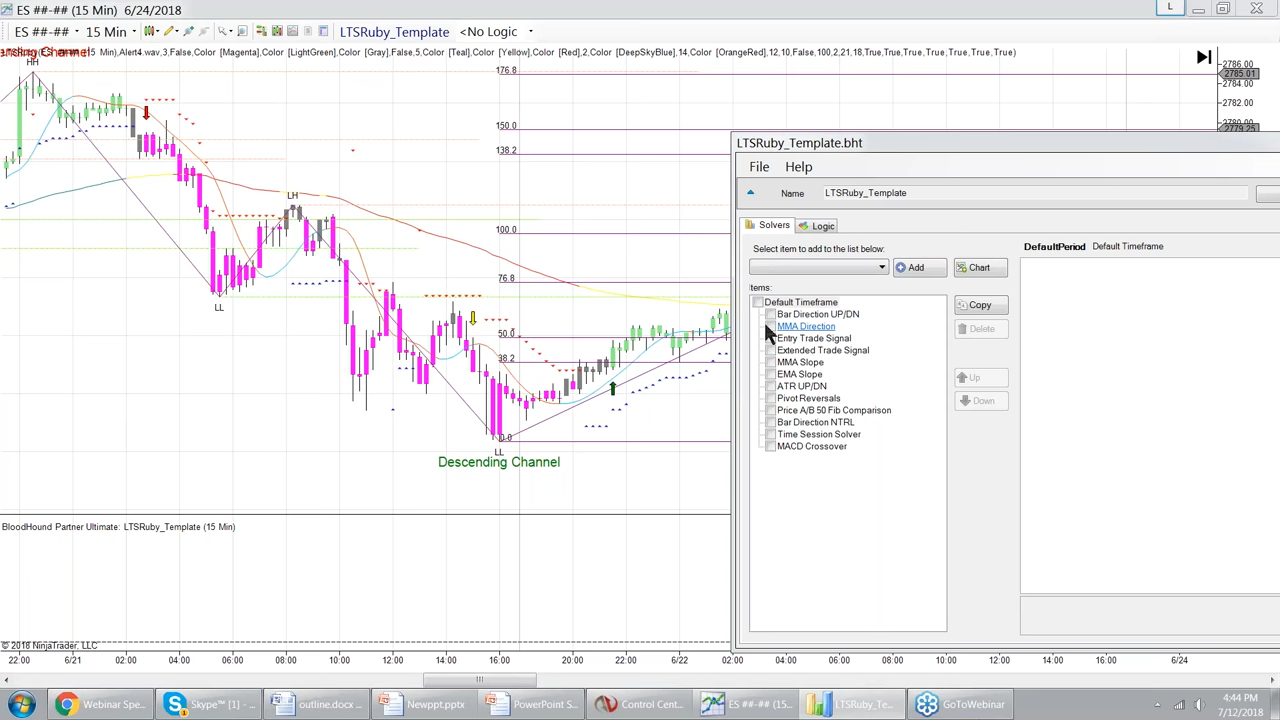 ES ##-## (15 Min) 6/24/2018
L
ES ##-##
15 Min
LTSRuby_Template
<No Logic
15 Min),Alert4.wav,3,False,Color [Magenta],Color [LightGreen],Color [Gray],False,5,Color [Teal],Color [Yellow],Color [Red],2,Color [DeepSkyBlue],14,Color [OrangeRed],12,10,False,100,2,21,18,True,True,True,True,True,True,True)
HH
LH
LL
LL
Descending Channel
176.8
150.0
138.2
100.0
76.8
50.0
38.2
0.0
2786.00
2785.01
2784.00
2782.00
2780.00
2779.25
LTSRuby_Template.bht
File Help
Name LTSRuby_Template
Solvers Logic
Select item to add to the list below:
Add Chart
Items:
Default Timeframe
Bar Direction UP/DN
MMA Direction
Entry Trade Signal
Extended Trade Signal
MMA Slope
EMA Slope
ATR UP/DN
Pivot Reversals
Price A/B 50 Fib Comparison
Bar Direction NTRL
Time Session Solver
MACD Crossover
Copy
Delete
Up
Down
DefaultPeriod Default Timeframe
BloodHound Partner Ultimate: LTSRuby_Template (15 Min)
© 2018 NinjaTrader, LLC
22:00 6/21 02:00 04:00 06:00 08:00 10:00 12:00 14:00 16:00 20:00 22:00 6/22 02:00 04:00 06:00 08:00 10:00 12:00 14:00 16:00 6/24
Webinar Spe...
Skype™ [1] - ...
outline.docx ...
Newppt.pptx
PowerPoint S...
Control Cent...
ES ##-## (15...
LTSRuby_Te...
GoToWebinar
4:44 PM
7/12/2018